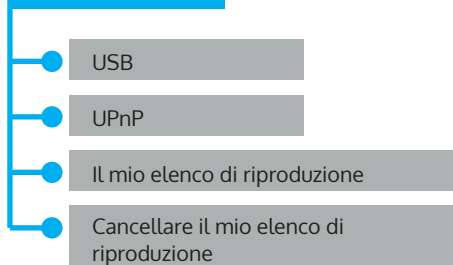 USB
UPnP
Il mio elenco di riproduzione
Cancellare il mio elenco di
riproduzione